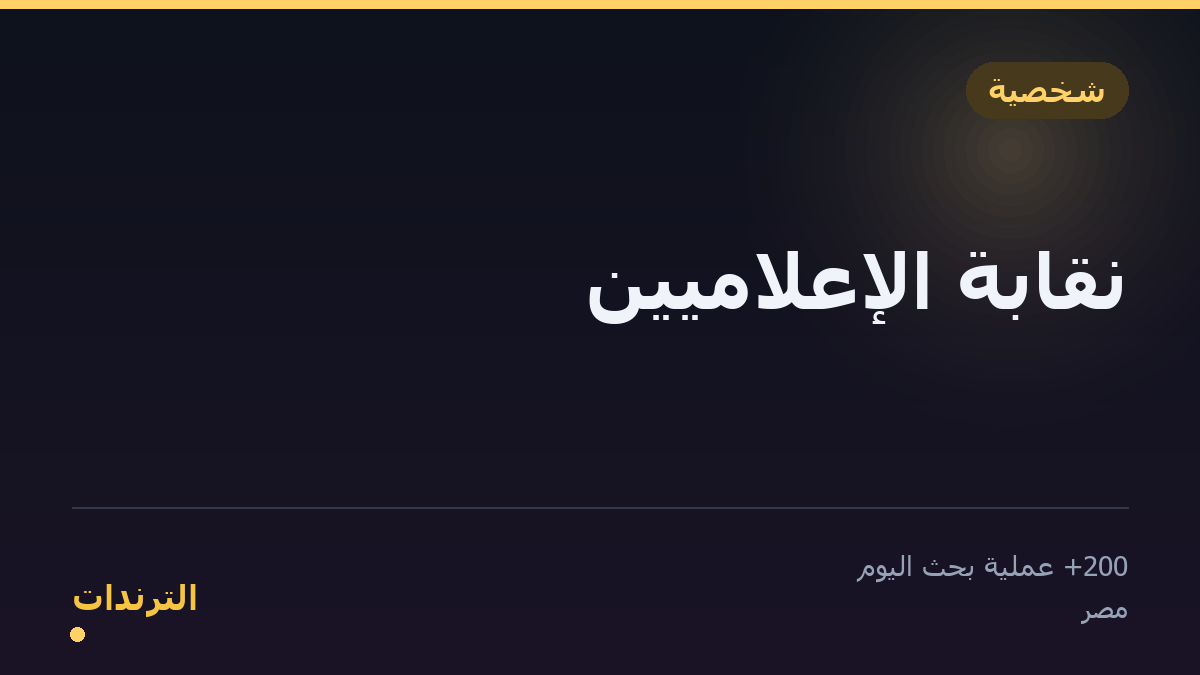 شخصية
نقابة الإعلاميين
200+ عملية بحث اليوم
مصر
الترندات